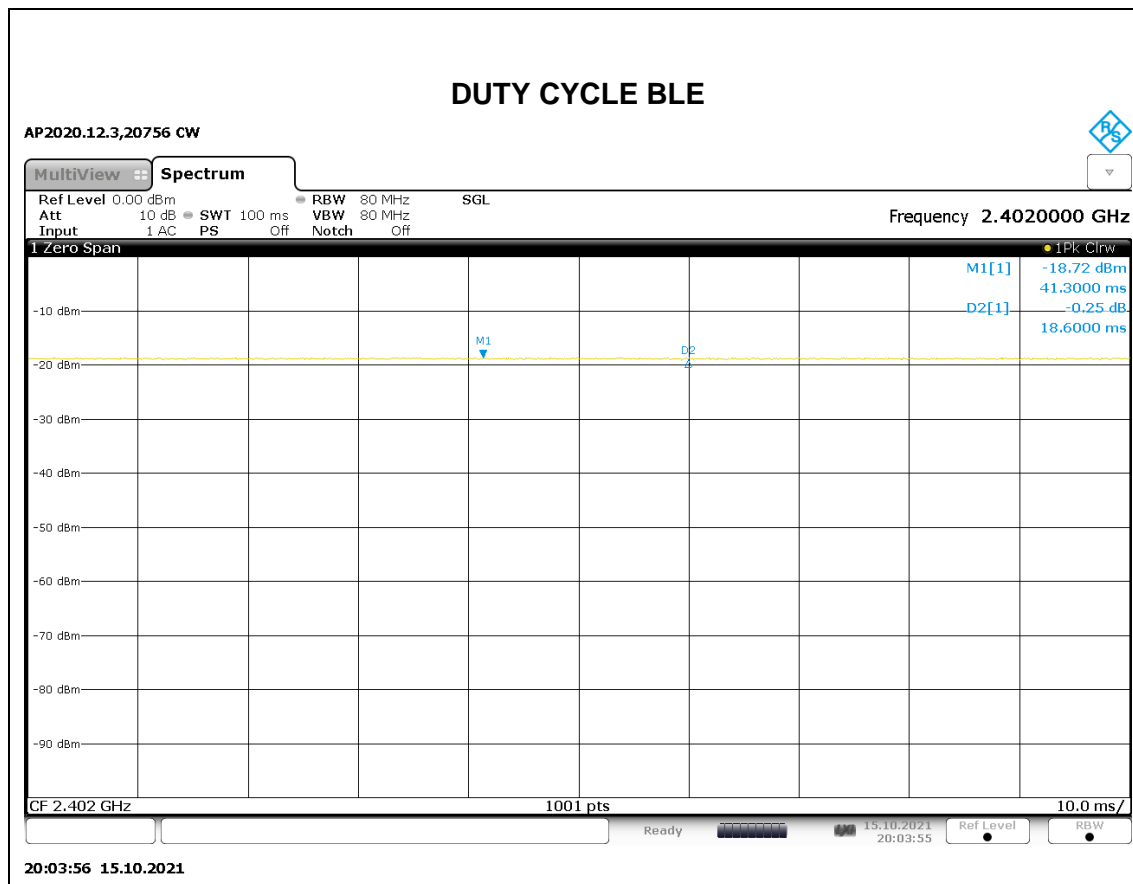 DUTY CYCLE BLE
AP2020.12.3,20756 CW
R&S
MultiView Spectrum
Ref Level 0.00 dBm RBW 80 MHz SGL
Att 10 dB SWT 100 ms VBW 80 MHz Frequency 2.4020000 GHz
Input 1 AC PS Off Notch Off
1 Zero Span 1Pk Clrw
M1[1] -18.72 dBm
41.3000 ms
-10 dBm D2[1] -0.25 dB
18.6000 ms
M1
D2
-20 dBm
-30 dBm
-40 dBm
-50 dBm
-60 dBm
-70 dBm
-80 dBm
-90 dBm
CF 2.402 GHz 1001 pts 10.0 ms/
Ready 15.10.2021 Ref Level RBW
20:03:55
20:03:56 15.10.2021